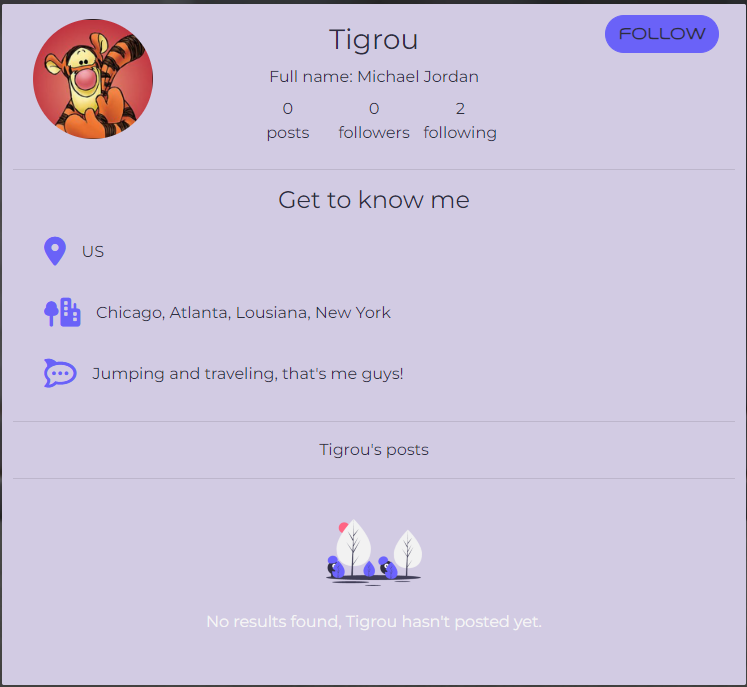 Tigrou
FOLLOW
Full name: Michael Jordan
0 0 2
posts followers following
Get to know me
US
Chicago, Atlanta, Lousiana, New York
Jumping and traveling, that's me guys!
Tigrou's posts
No results found, Tigrou hasn't posted yet.